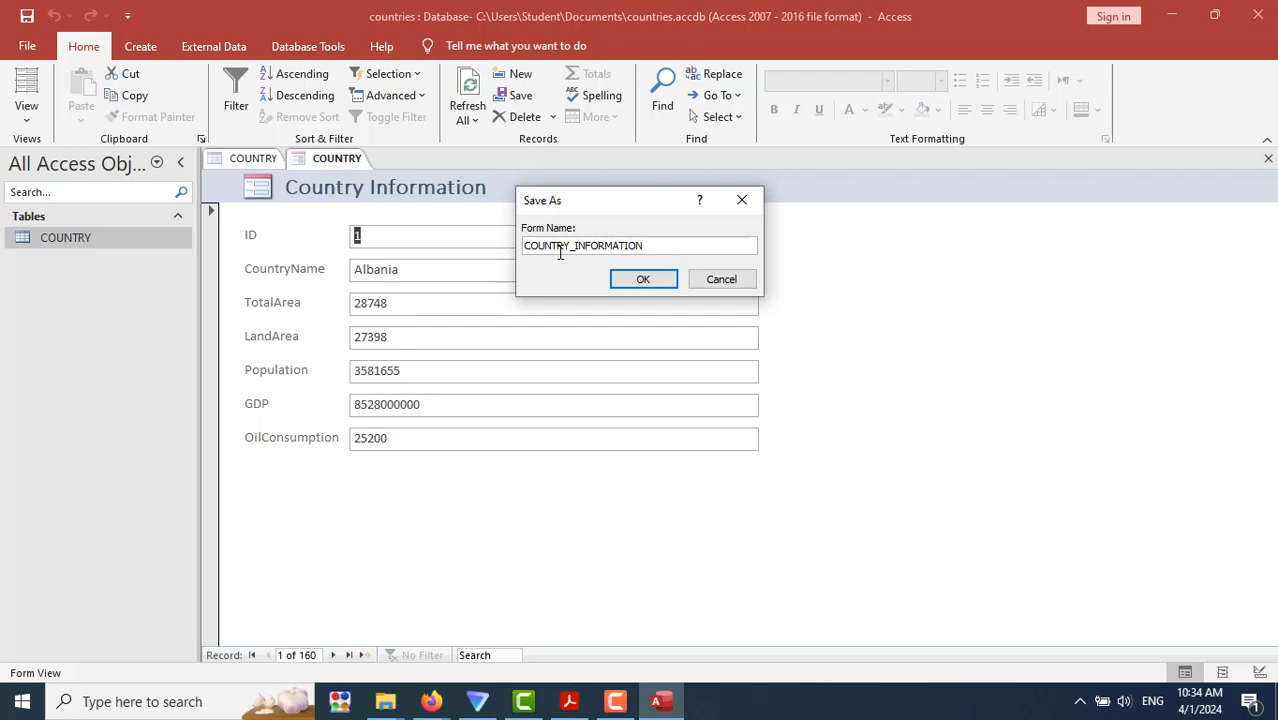 countries : Database- C:\Users\Student\Documents\countries.accdb (Access 2007 - 2016 file format) - Access
Sign in
File
Home
Create
External Data
Database Tools
Help
Tell me what you want to do
View
Paste
Cut
Copy
Format Painter
Filter
Ascending
Descending
Remove Sort
Selection
Advanced
Toggle Filter
Refresh
All
New
Save
Delete
Totals
Spelling
More
Find
Replace
Go To
Select
B I U
A
Views
Clipboard
Sort & Filter
Records
Find
Text Formatting
All Access Obj...
Search...
Tables
COUNTRY
COUNTRY
COUNTRY
Country Information
ID 1
CountryName Albania
TotalArea 28748
LandArea 27398
Population 3581655
GDP 8528000000
OilConsumption 25200
Save As
?
Form Name:
COUNTRY_INFORMATION
OK
Cancel
Record: 1 of 160 No Filter Search
Form View
Type here to search
ENG
10:34 AM
4/1/2024
1